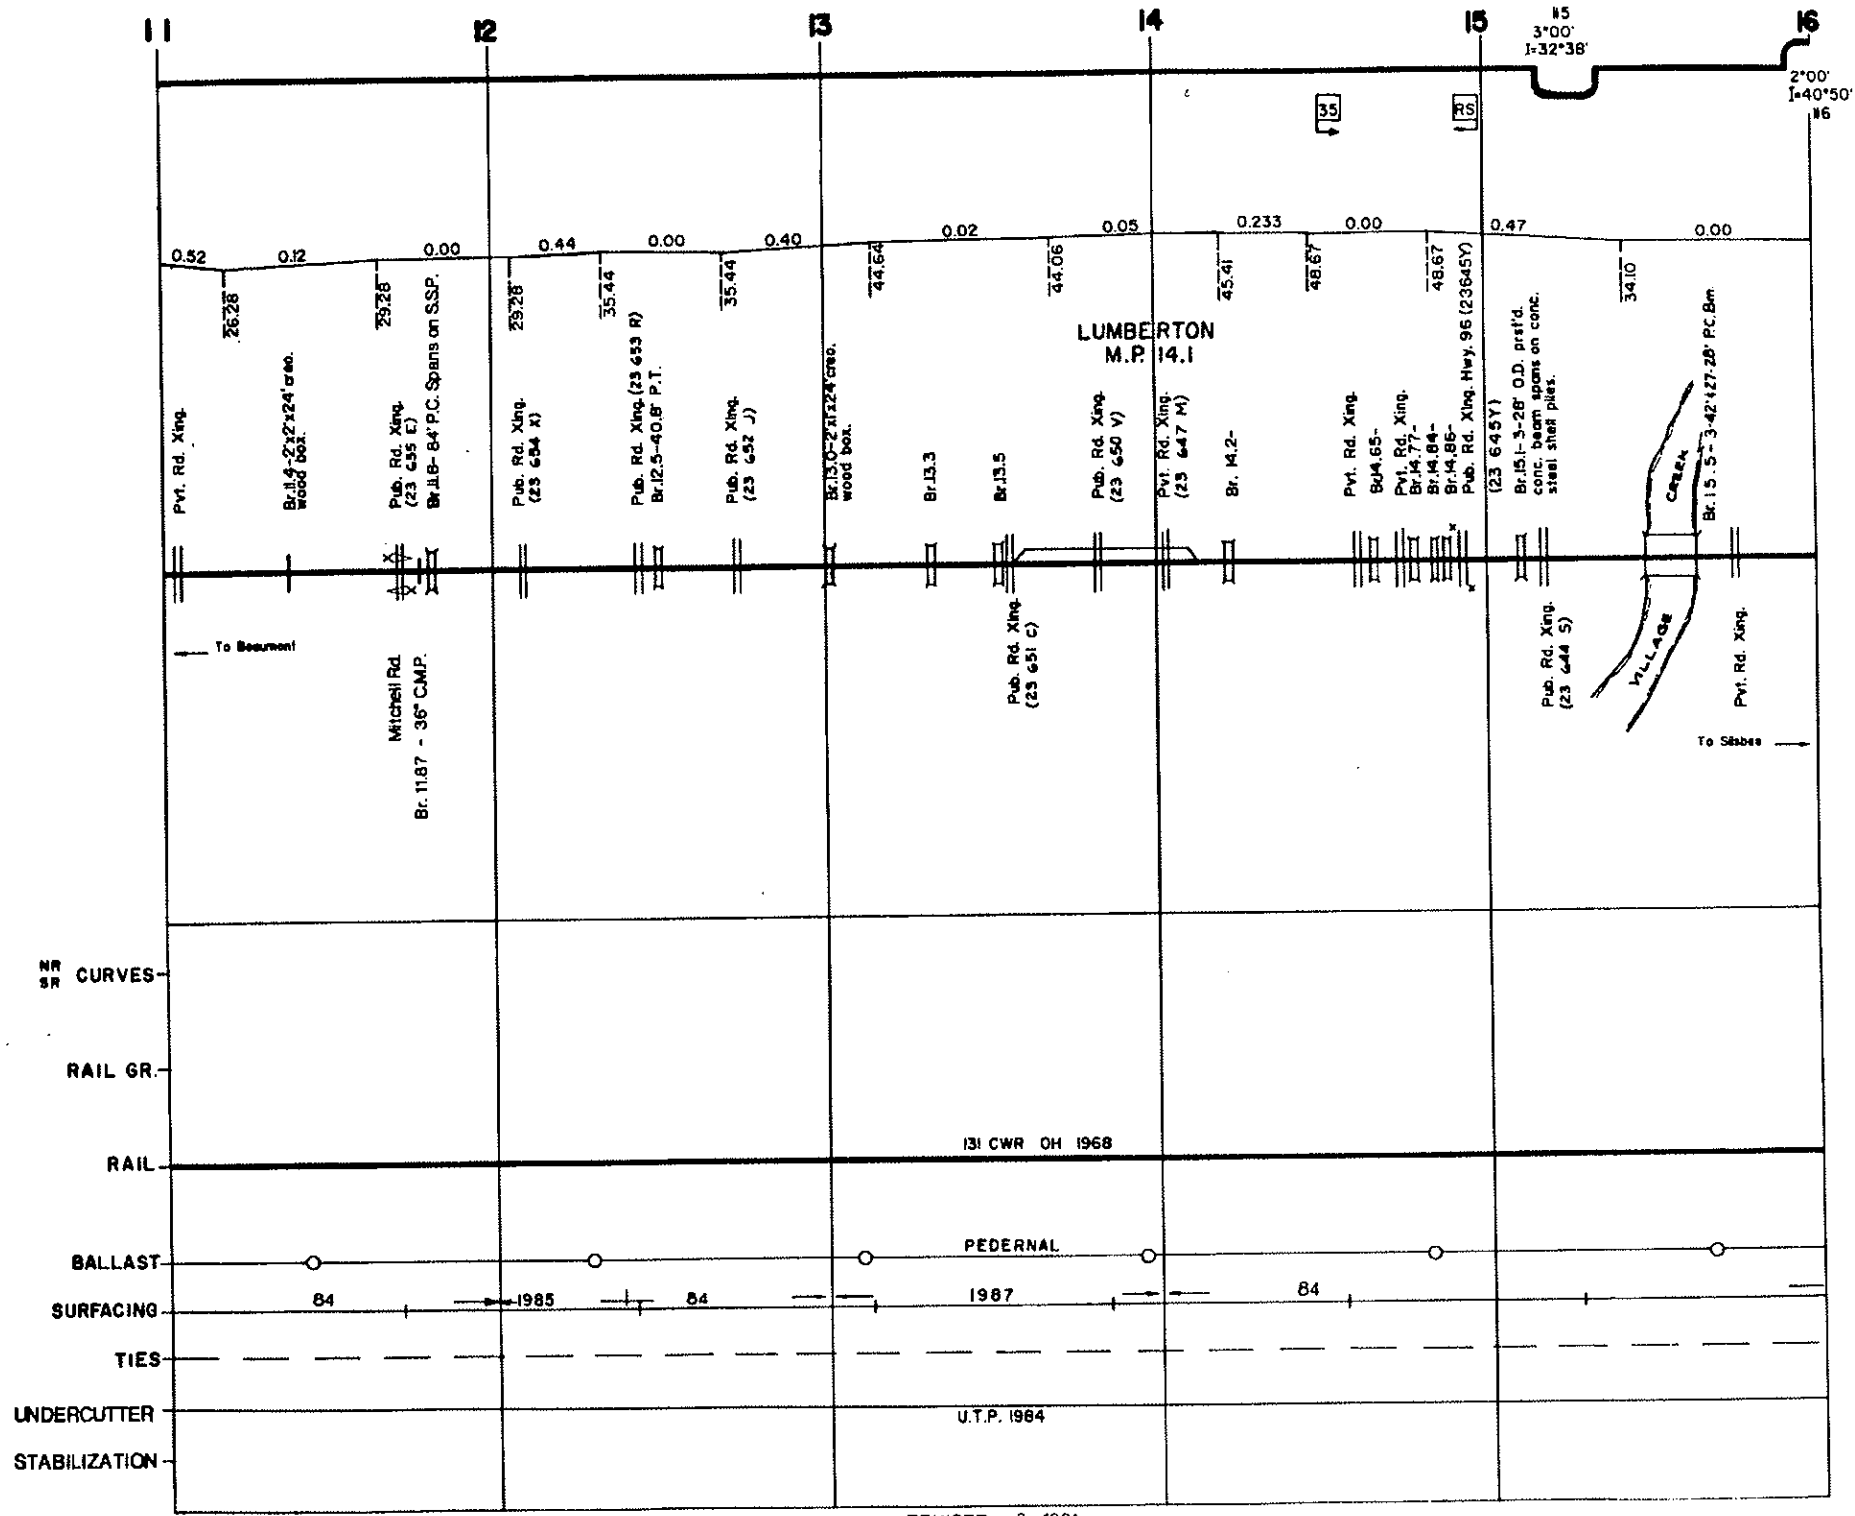 11
12
13
14
15
16
N5
3°00'
I=32°38'
2°00'
I=40°50'
N6
35
RS
0.52
0.12
0.00
0.44
0.00
0.40
0.02
0.05
0.233
0.00
0.47
0.00
26.28
29.28
29.28
35.44
35.44
44.64
44.06
45.41
48.67
48.67
34.10
LUMBERTON
M.P. 14.1
Pvt. Rd. Xing.
Br.11.4-2'x2'x24' creo.
wood box.
Pub. Rd. Xing.
(23 655 E)
Br.11.8- 84' P.C. Spans on S.S.P.
Pub. Rd. Xing.
(23 654 X)
Pub. Rd. Xing. (23 653 R)
Br.12.5-40.8' P.T.
Pub. Rd. Xing.
(23 652 J)
Br.13.0-2'x1'x24' creo.
wood box.
Br.13.3
Br.13.5
Pub. Rd. Xing.
(23 650 V)
Pvt. Rd. Xing.
(23 647 M)
Br. 14.2-
Pvt. Rd. Xing.
Br.14.65-
Pvt. Rd. Xing.
Br.14.77-
Br.14.84-
Br.14.86-
Pub. Rd. Xing. Hwy. 96 (23645Y)
(23 645Y)
Br.15.1- 3-28' O.D. prst'd.
conc. beam spans on conc.
steel shell piles.
CREEK
Br. 15.5 - 3-42'&27-28' P.C.Bm.
To Beaumont
Mitchell Rd.
Br. 11.87 - 36" C.M.P.
Pub. Rd. Xing.
(23 651 C)
Pub. Rd. Xing.
(23 644 S)
VILLAGE
Pvt. Rd. Xing.
To Silsbee
NR
SR
CURVES
RAIL GR.
RAIL
131 CWR OH 1968
BALLAST
PEDERNAL
SURFACING
84
1985
84
1987
84
TIES
UNDERCUTTER
U.T.P. 1984
STABILIZATION